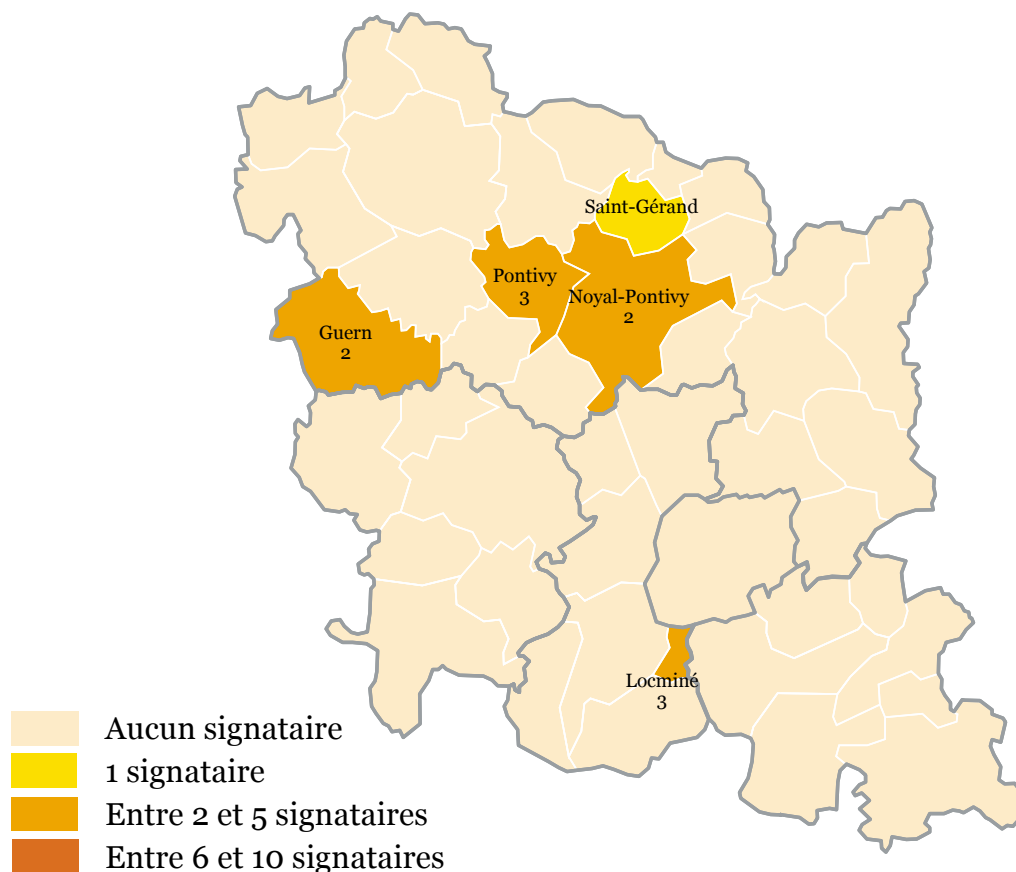 Saint-Gérand
Pontivy
3
Noyal-Pontivy
2
Guern
2
Locminé
3
Aucun signataire
1 signataire
Entre 2 et 5 signataires
Entre 6 et 10 signataires